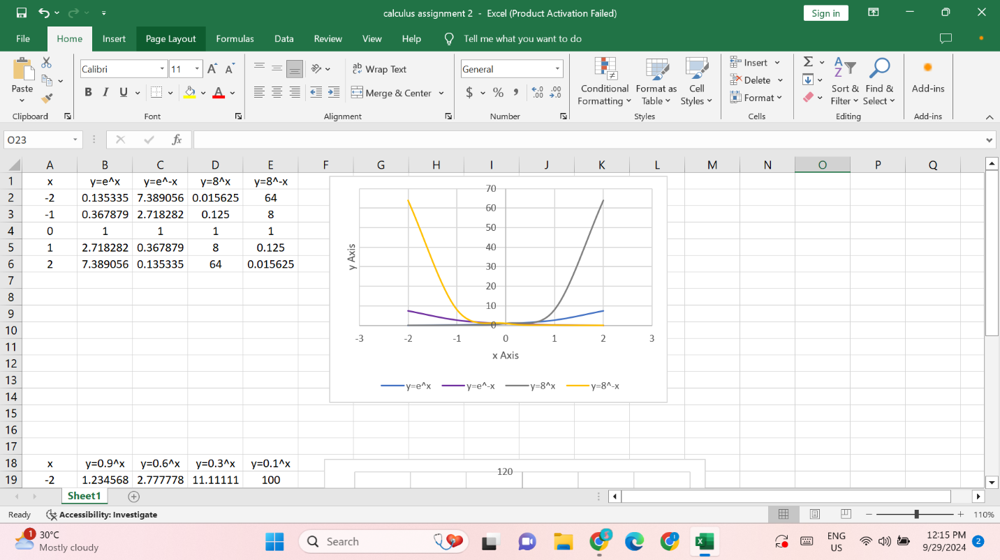 calculus assignment 2 - Excel (Product Activation Failed)
Sign in
File Home Insert Page Layout Formulas Data Review View Help Tell me what you want to do
Paste
Calibri 11
B I U A
ab Wrap Text
Merge & Center
General
$ % ,
Conditional Formatting
Format as Table
Cell Styles
Insert
Delete
Format
Sort & Filter
Find & Select
Add-ins
Clipboard Font Alignment Number Styles Cells Editing Add-ins
O23 fx
A B C D E F G H I J K L M N O P Q
1 x y=e^x y=e^-x y=8^x y=8^-x
2 -2 0.135335 7.389056 0.015625 64
3 -1 0.367879 2.718282 0.125 8
4 0 1 1 1 1
5 1 2.718282 0.367879 8 0.125
6 2 7.389056 0.135335 64 0.015625
7
8
9
10
11
12
13
14
15
16
17
18 x y=0.9^x y=0.6^x y=0.3^x y=0.1^x
19 -2 1.234568 2.777778 11.11111 100
70
60
50
40
30
20
10
0
y Axis
-3 -2 -1 0 1 2 3
x Axis
y=e^x y=e^-x y=8^x y=8^-x
120
Sheet1
Ready Accessibility: Investigate 110%
1 30°C
Mostly cloudy
Search
ENG
US
12:15 PM
9/29/2024
2